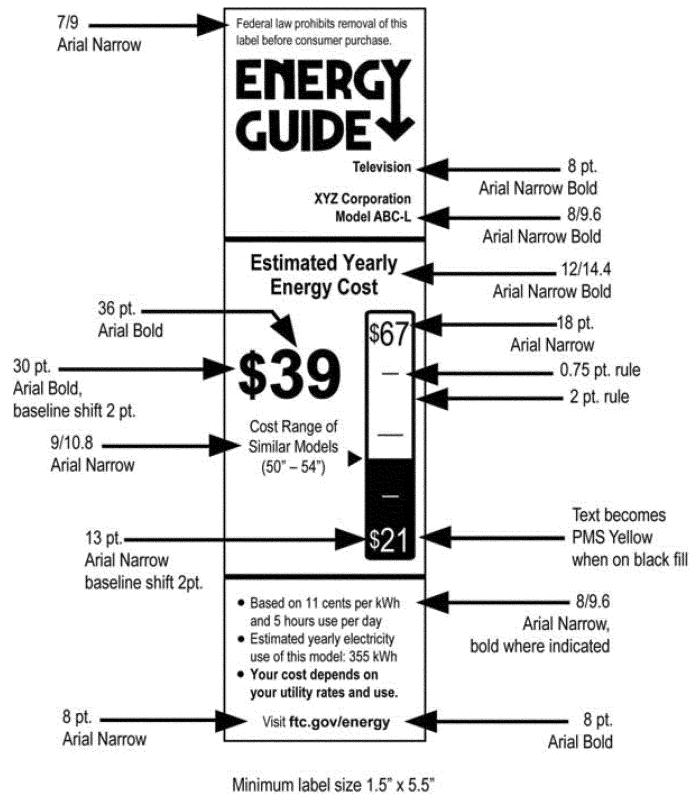 7/9
Arial Narrow
Federal law prohibits removal of this
label before consumer purchase.
ENERGY
GUIDE
Television
8 pt.
Arial Narrow Bold
XYZ Corporation
Model ABC-L
8/9.6
Arial Narrow Bold
Estimated Yearly
Energy Cost
12/14.4
Arial Narrow Bold
36 pt.
Arial Bold
$67
18 pt.
Arial Narrow
30 pt.
Arial Bold,
baseline shift 2 pt.
$39
0.75 pt. rule
2 pt. rule
9/10.8
Arial Narrow
Cost Range of
Similar Models
(50” – 54”)
13 pt.
Arial Narrow
baseline shift 2pt.
$21
Text becomes
PMS Yellow
when on black fill
• Based on 11 cents per kWh
and 5 hours use per day
• Estimated yearly electricity
use of this model: 355 kWh
• Your cost depends on
your utility rates and use.
8/9.6
Arial Narrow,
bold where indicated
8 pt.
Arial Narrow
Visit ftc.gov/energy
8 pt.
Arial Bold
Minimum label size 1.5” x 5.5”